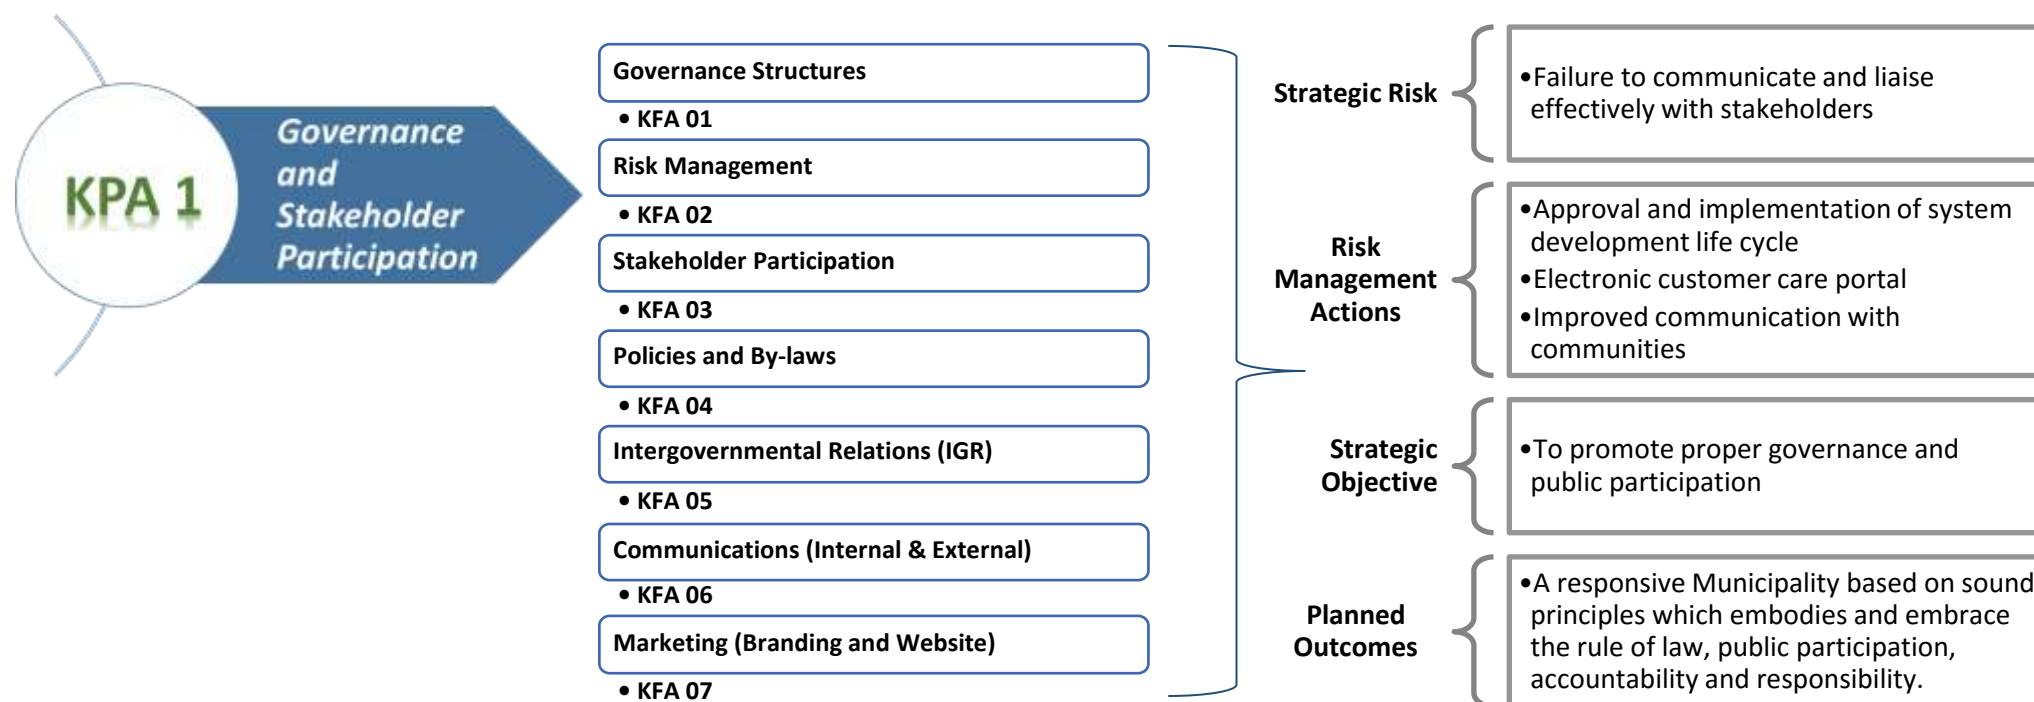 KPA 1
Governance
and
Stakeholder
Participation
Governance Structures
• KFA 01
Risk Management
• KFA 02
Stakeholder Participation
• KFA 03
Policies and By-laws
• KFA 04
Intergovernmental Relations (IGR)
• KFA 05
Communications (Internal & External)
• KFA 06
Marketing (Branding and Website)
• KFA 07
Strategic Risk
•Failure to communicate and liaise
effectively with stakeholders
Risk
Management
Actions
•Approval and implementation of system
development life cycle
•Electronic customer care portal
•Improved communication with
communities
Strategic
Objective
•To promote proper governance and
public participation
Planned
Outcomes
•A responsive Municipality based on sound
principles which embodies and embrace
the rule of law, public participation,
accountability and responsibility.